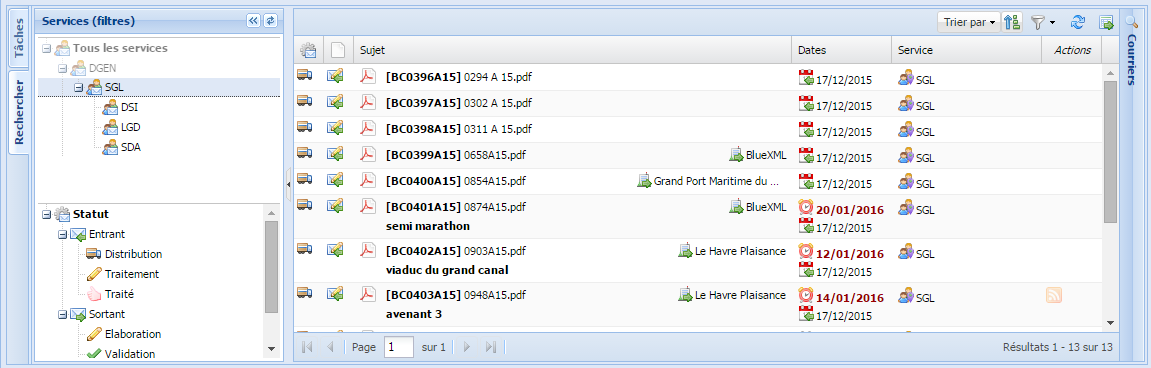 Tâches
Rechercher
Services (filtres)
Tous les services
DGEN
SGL
DSI
LGD
SDA
Statut
Entrant
Distribution
Traitement
Traité
Sortant
Elaboration
Validation
Trier par
Sujet Dates Service Actions
[BC0396A15] 0294 A 15.pdf 17/12/2015 SGL
[BC0397A15] 0302 A 15.pdf 17/12/2015 SGL
[BC0398A15] 0311 A 15.pdf 17/12/2015 SGL
[BC0399A15] 0658A15.pdf BlueXML 17/12/2015 SGL
[BC0400A15] 0854A15.pdf Grand Port Maritime du ... 17/12/2015 SGL
[BC0401A15] 0874A15.pdf BlueXML 20/01/2016 SGL
semi marathon 17/12/2015
[BC0402A15] 0903A15.pdf Le Havre Plaisance 12/01/2016 SGL
viaduc du grand canal 17/12/2015
[BC0403A15] 0948A15.pdf Le Havre Plaisance 14/01/2016 SGL
avenant 3 17/12/2015
Page 1 sur 1 Résultats 1 - 13 sur 13
Courriers